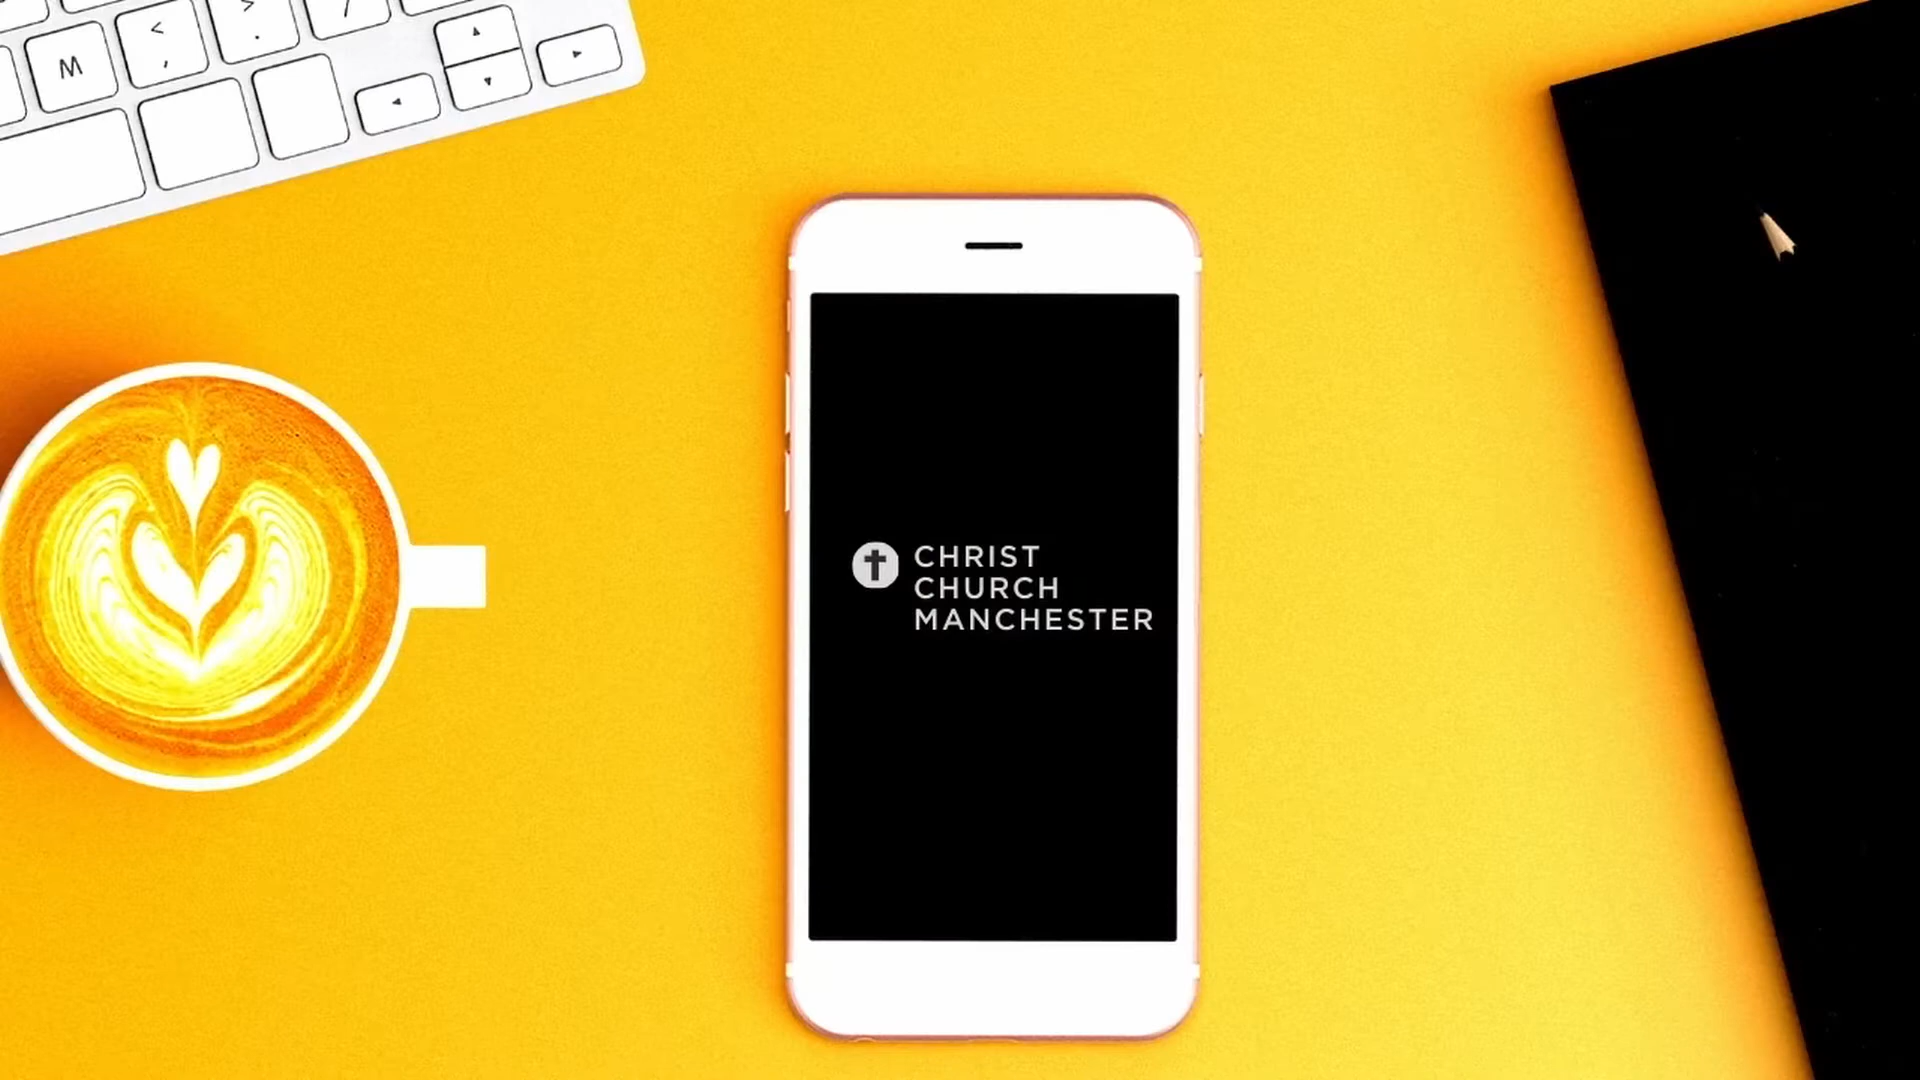 M
<
,
>
.
/
CHRIST
CHURCH
MANCHESTER